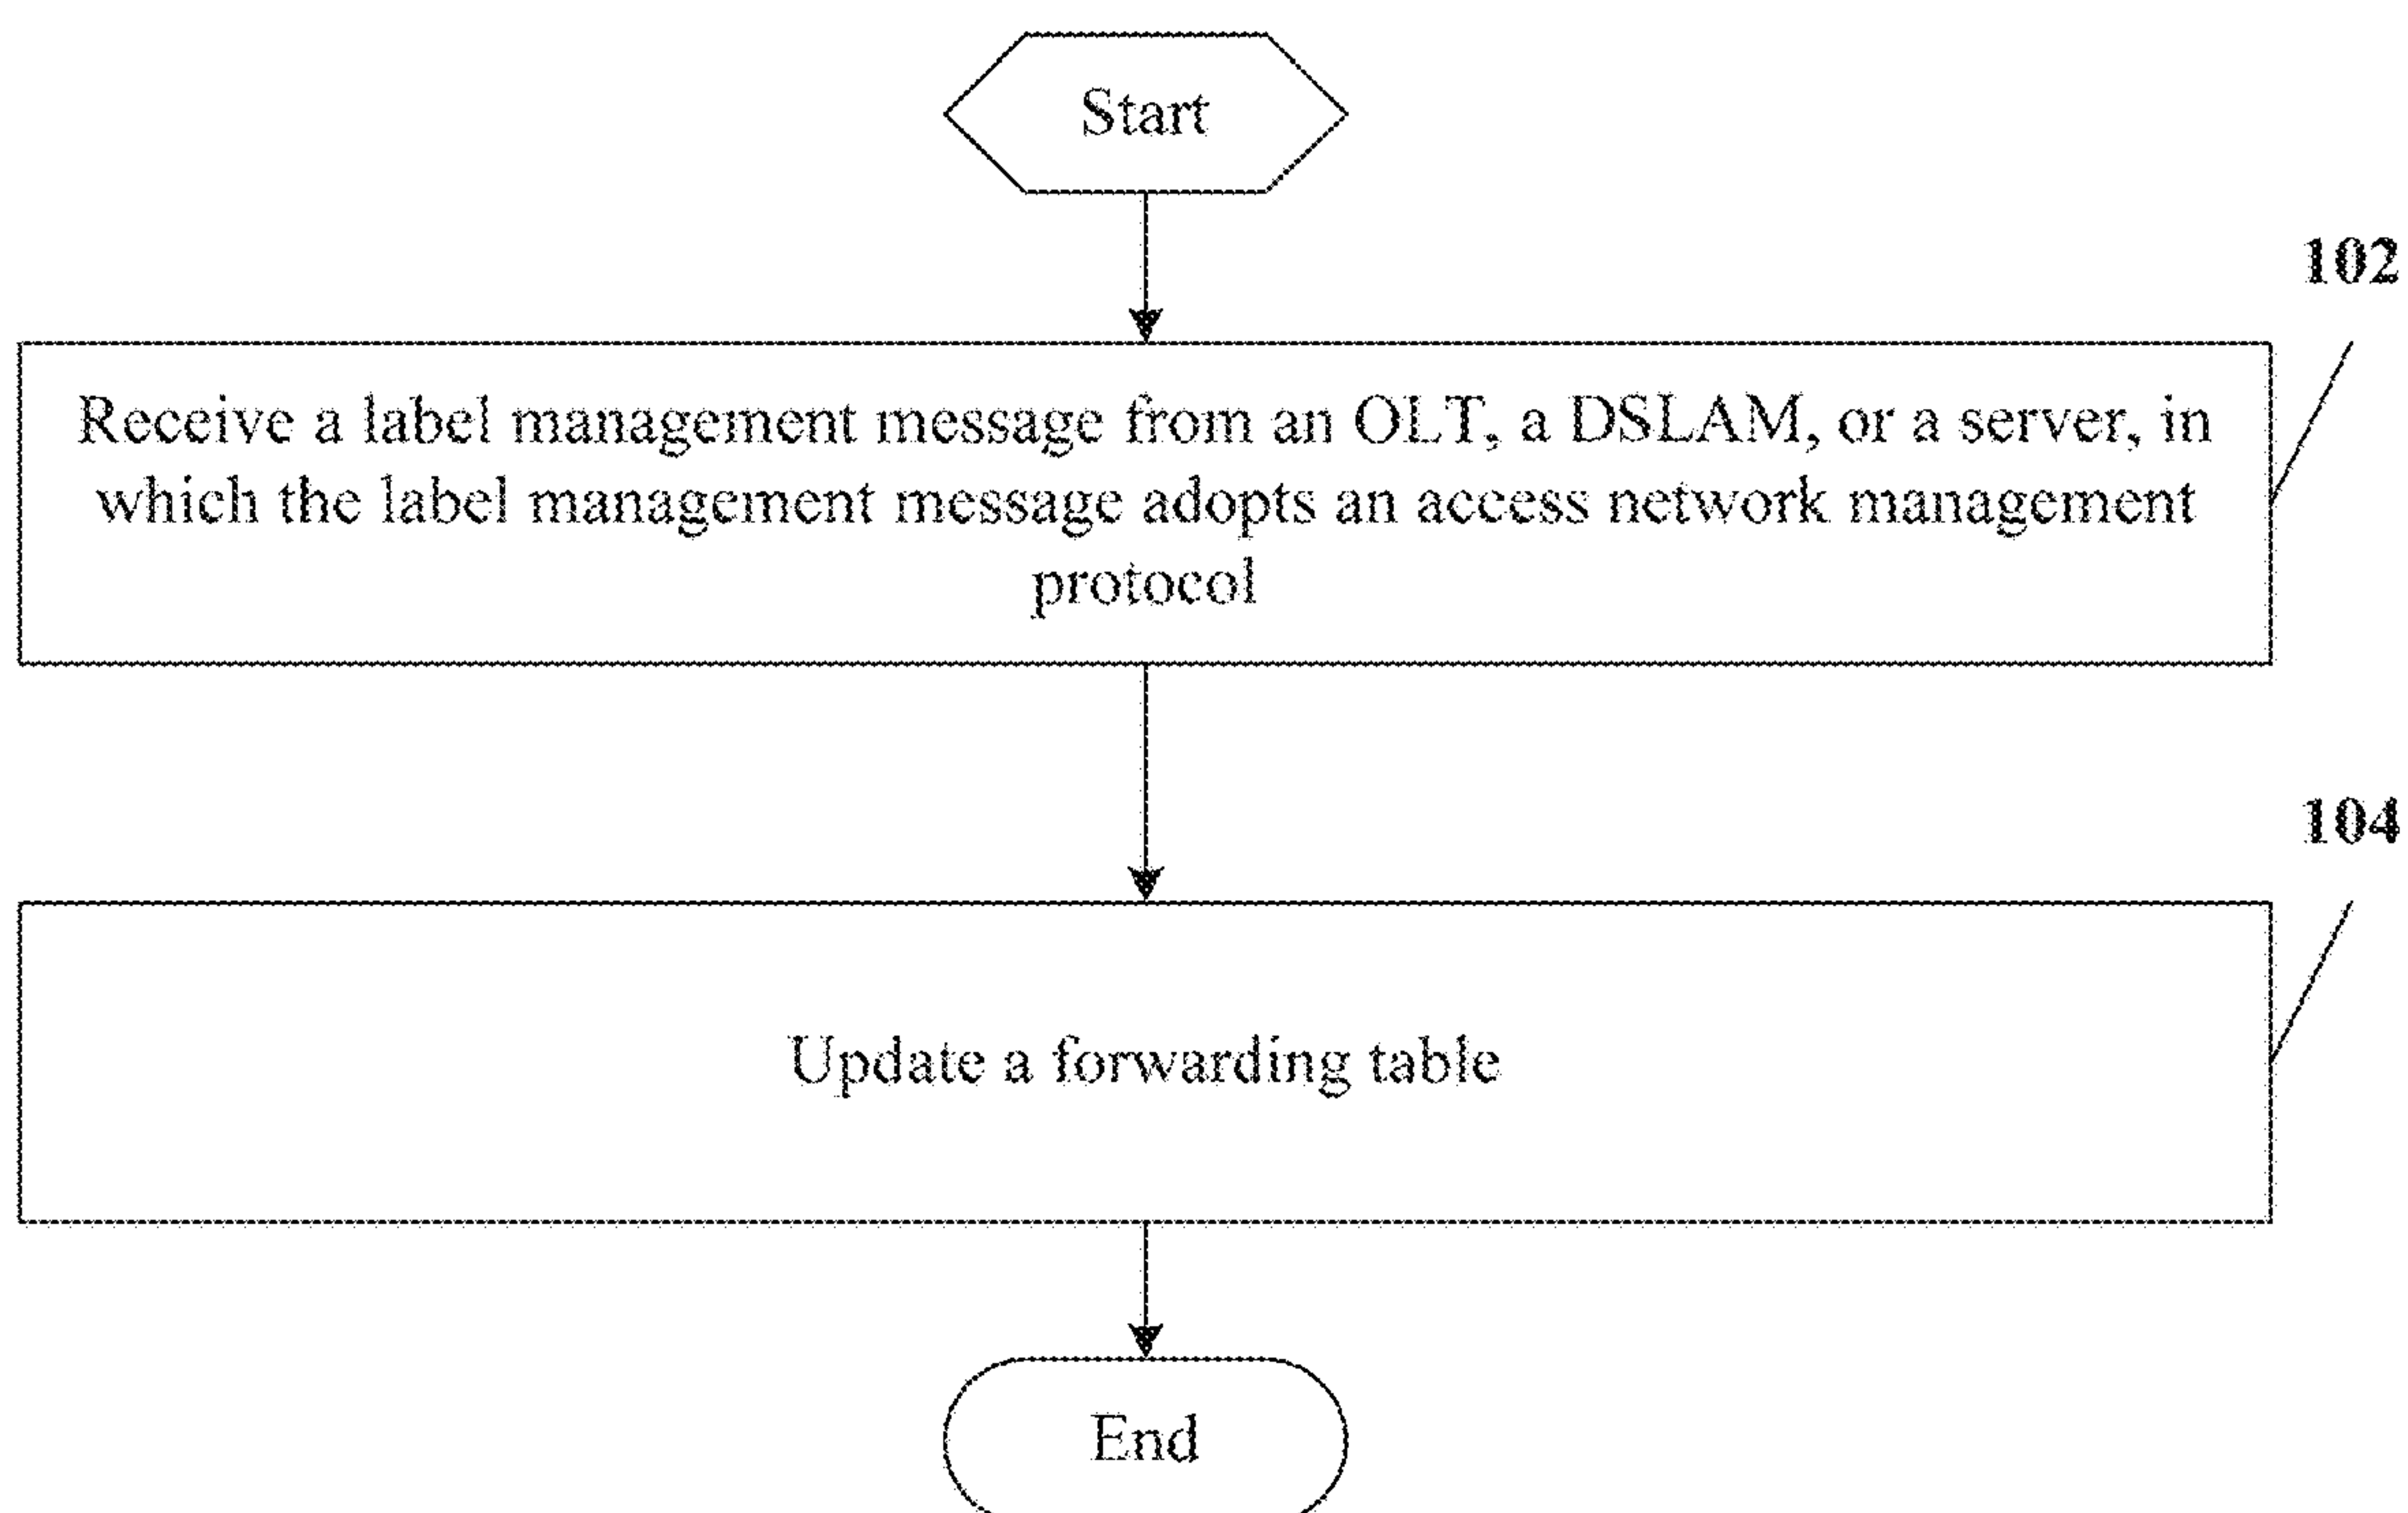 Start
102
Receive a label management message from an OLT, a DSLAM, or a server, in
which the label management message adopts an access network management
protocol
104
Update a forwarding table
End